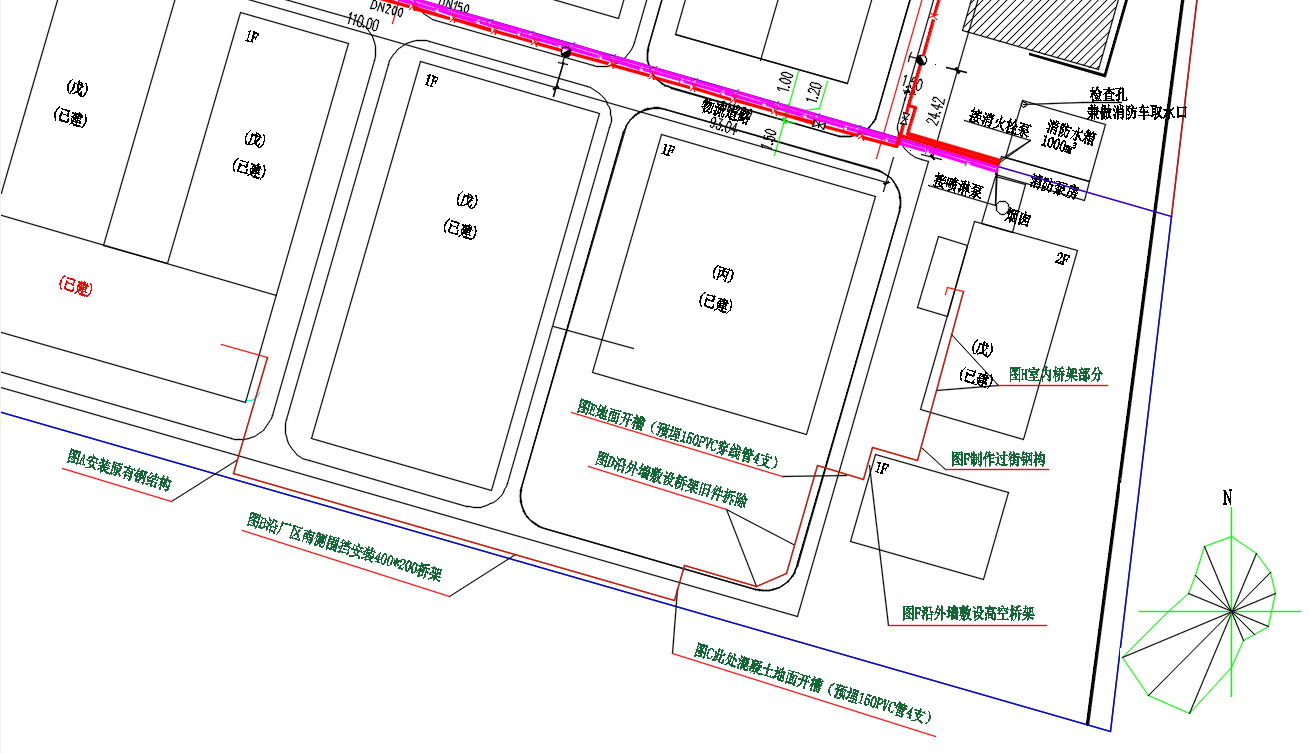 DN200
DN150
110.00
1F
(戊)
(已建)
(戊)
(已建)
1F
(戊)
(已建)
(已建)
1.00
1.20
93.04
1.50
1F
(丙)
(已建)
1.50
24.42
检查孔
兼做消防车取水口
接消火栓泵
消防水箱
1000m³
接喷淋泵
消防泵房
烟囱
2F
(戊)
(已建)
图H室内桥架部分
图E地面开槽（预埋160PVC穿线管4支）
图D沿外墙敷设桥架旧件拆除
图F制作过街钢构
1F
图A安装原有钢结构
图B沿厂区南侧围挡安装400*200桥架
图F沿外墙敷设高空桥架
图C此处混凝土地面开槽（预埋160PVC管4支）
N